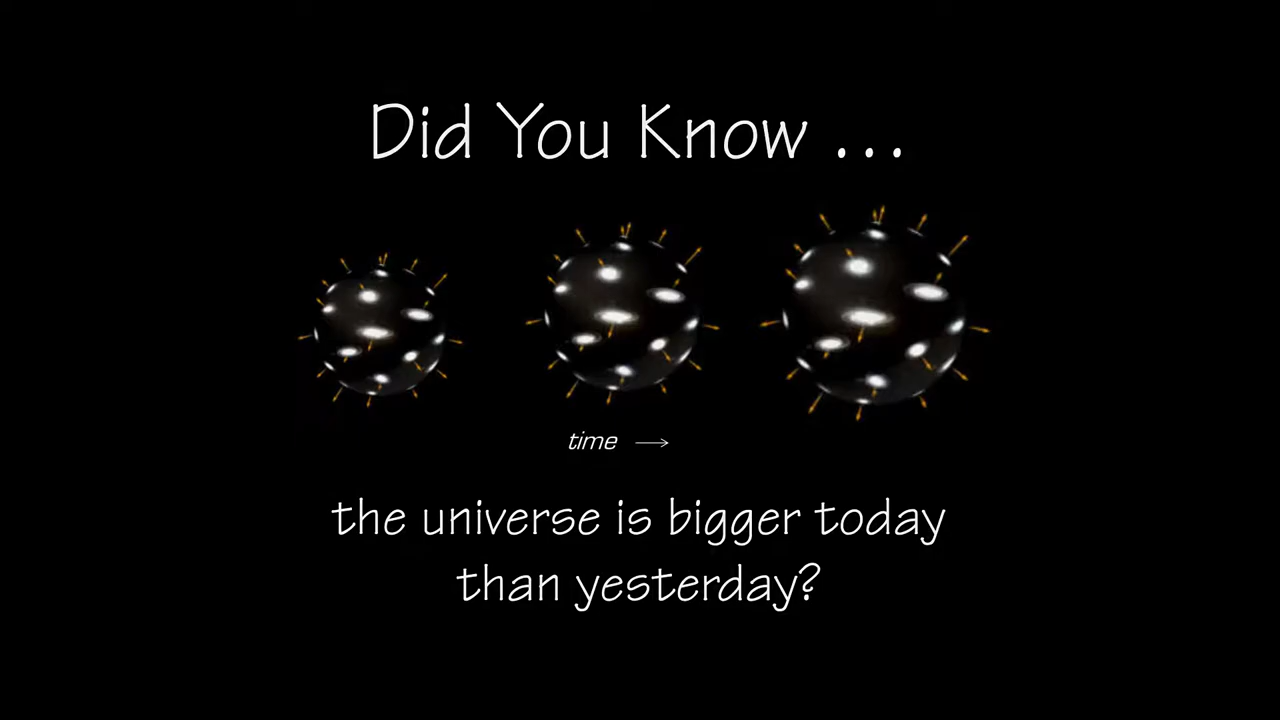 Did You Know ...
time →
the universe is bigger today
than yesterday?